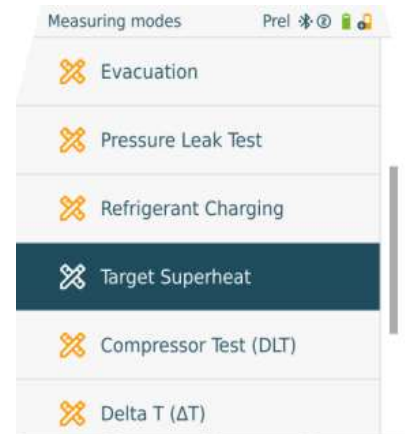 Measuring modes Prel
Evacuation
Pressure Leak Test
Refrigerant Charging
Target Superheat
Compressor Test (DLT)
Delta T (ΔT)